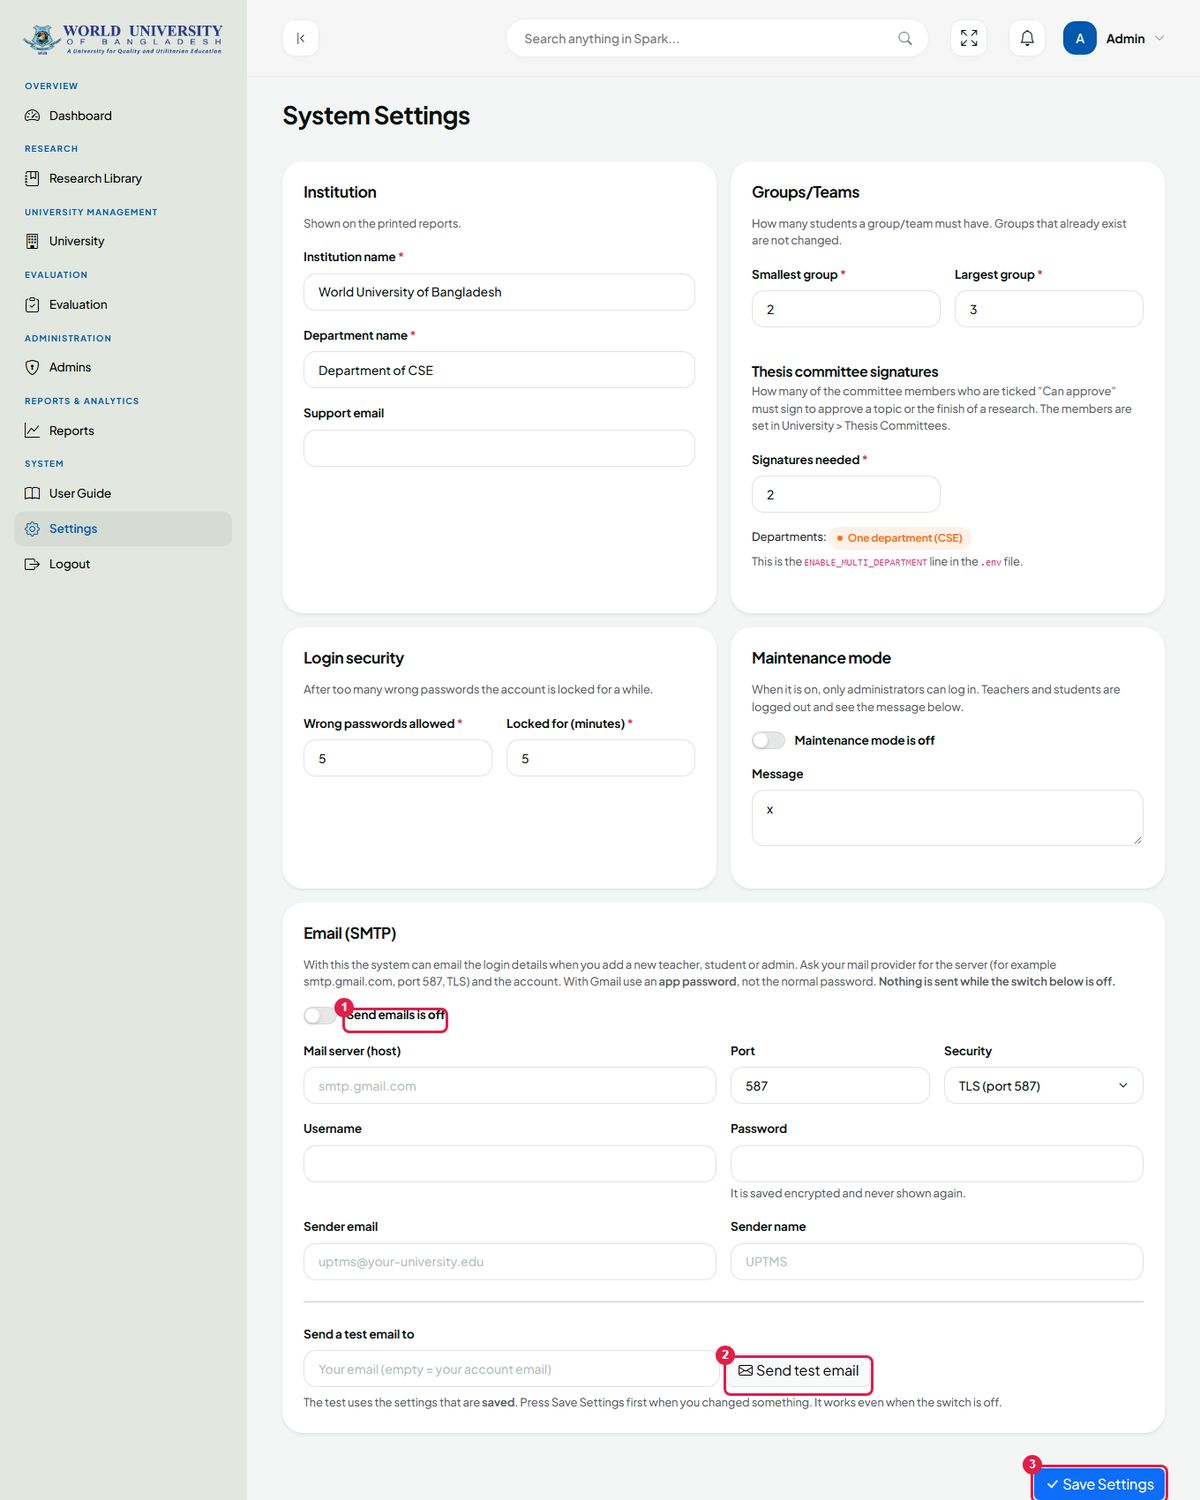 WORLD UNIVERSITY
OF BANGLADESH
A University for Quality and Utilitarian Education
Search anything in Spark...
A
Admin
OVERVIEW
Dashboard
RESEARCH
Research Library
UNIVERSITY MANAGEMENT
University
EVALUATION
Evaluation
ADMINISTRATION
Admins
REPORTS & ANALYTICS
Reports
SYSTEM
User Guide
Settings
Logout
System Settings
Institution
Shown on the printed reports.
Institution name *
World University of Bangladesh
Department name *
Department of CSE
Support email
Groups/Teams
How many students a group/team must have. Groups that already exist
are not changed.
Smallest group * Largest group *
2 3
Thesis committee signatures
How many of the committee members who are ticked "Can approve"
must sign to approve a topic or the finish of a research. The members are
set in University > Thesis Committees.
Signatures needed *
2
Departments: One department (CSE)
This is the ENABLE_MULTI_DEPARTMENT line in the .env file.
Login security
After too many wrong passwords the account is locked for a while.
Wrong passwords allowed * Locked for (minutes) *
5 5
Maintenance mode
When it is on, only administrators can log in. Teachers and students are
logged out and see the message below.
Maintenance mode is off
Message
x
Email (SMTP)
With this the system can email the login details when you add a new teacher, student or admin. Ask your mail provider for the server (for example
smtp.gmail.com, port 587, TLS) and the account. With Gmail use an app password, not the normal password. Nothing is sent while the switch below is off.
1
Send emails is off
Mail server (host) Port Security
smtp.gmail.com 587 TLS (port 587)
Username Password
It is saved encrypted and never shown again.
Sender email Sender name
uptms@your-university.edu UPTMS
Send a test email to
Your email (empty = your account email)
2
Send test email
The test uses the settings that are saved. Press Save Settings first when you changed something. It works even when the switch is off.
3
Save Settings